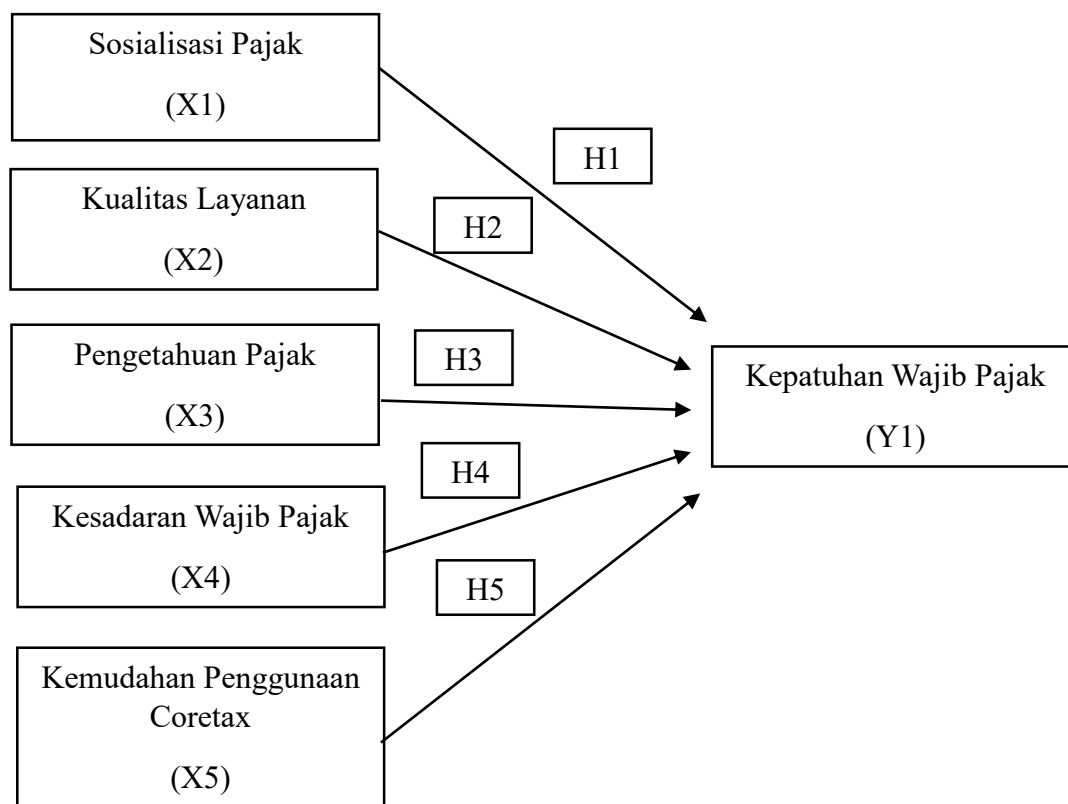 Sosialisasi Pajak
(X1)
H1
Kualitas Layanan
(X2)
H2
Pengetahuan Pajak
(X3)
H3
Kepatuhan Wajib Pajak
(Y1)
Kesadaran Wajib Pajak
(X4)
H4
Kemudahan Penggunaan
Coretax
(X5)
H5